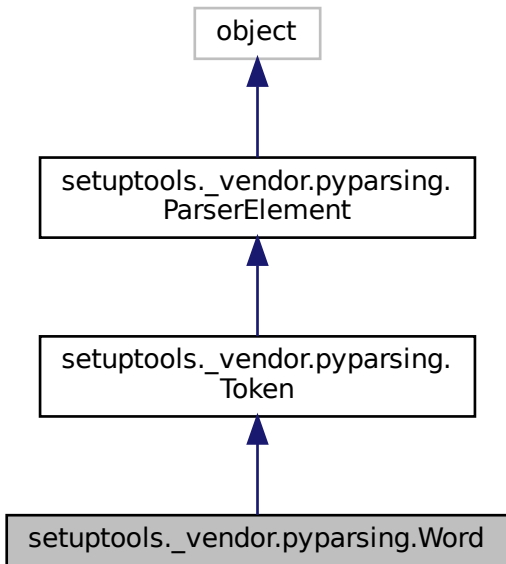 object
setuptools._vendor.pyparsing.
ParserElement
setuptools._vendor.pyparsing.
Token
setuptools._vendor.pyparsing.Word